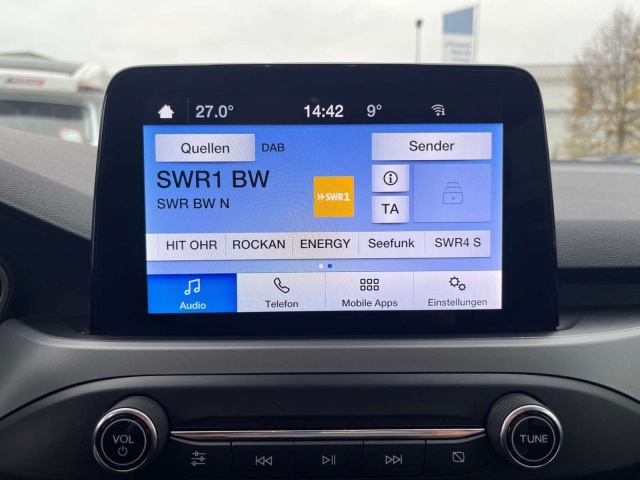 27.0° 14:42 9°
Quellen DAB Sender
SWR1 BW
SWR BW N
SWR1
TA
HIT OHR ROCKAN ENERGY Seefunk SWR4 S
Audio Telefon Mobile Apps Einstellungen
VOL TUNE